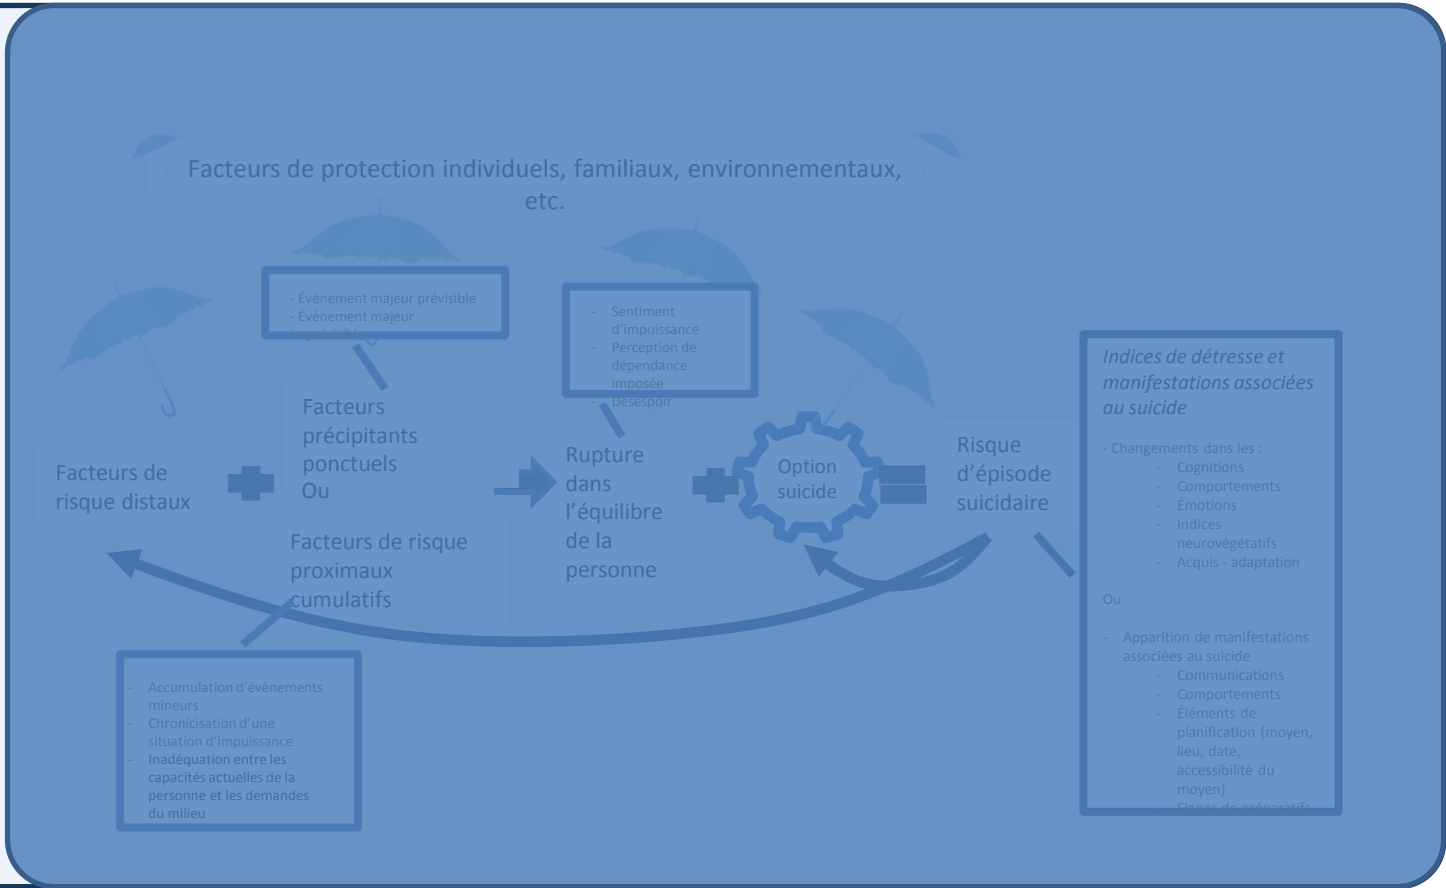 Facteurs de protection individuels, familiaux, environnementaux,
etc.
- Évènement majeur prévisible
- Évènement majeur
- Sentiment
d’impuissance
- Perception de
dépendance
imposée
- Désespoir
Facteurs de
risque distaux
Facteurs
précipitants
ponctuels
Ou
Facteurs de risque
proximaux
cumulatifs
Rupture
dans
l’équilibre
de la
personne
Option
suicide
Risque
d’épisode
suicidaire
- Accumulation d’évènements
mineurs
- Chronicisation d’une
situation d’impuissance
- Inadéquation entre les
capacités actuelles de la
personne et les demandes
du milieu
Indices de détresse et
manifestations associées
au suicide
- Changements dans les :
- Cognitions
- Comportements
- Émotions
- Indices
neurovégétatifs
- Acquis - adaptation
Ou
- Apparition de manifestations
associées au suicide
- Communications
- Comportements
- Éléments de
planification (moyen,
lieu, date,
accessibilité du
moyen)
- Signes de préparatifs